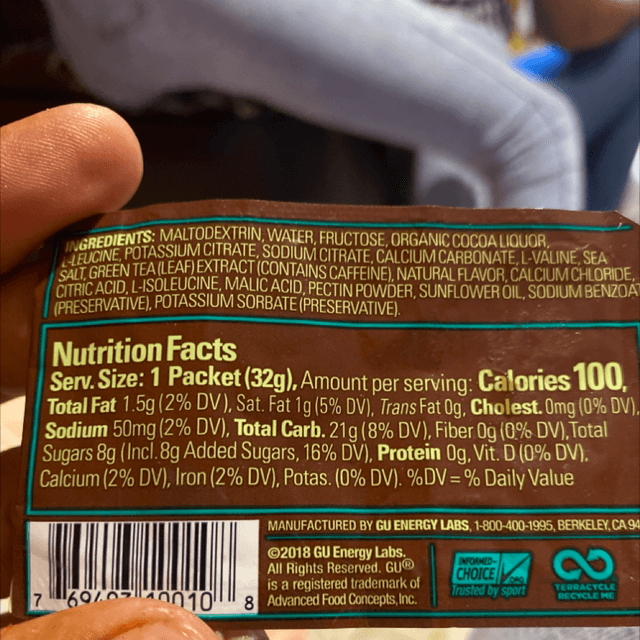 INGREDIENTS: MALTODEXTRIN, WATER, FRUCTOSE, ORGANIC COCOA LIQUOR,
L-LEUCINE, POTASSIUM CITRATE, SODIUM CITRATE, CALCIUM CARBONATE, L-VALINE, SEA
SALT, GREEN TEA (LEAF) EXTRACT (CONTAINS CAFFEINE), NATURAL FLAVOR, CALCIUM CHLORIDE,
CITRIC ACID, L-ISOLEUCINE, MALIC ACID, PECTIN POWDER, SUNFLOWER OIL, SODIUM BENZOAT
(PRESERVATIVE), POTASSIUM SORBATE (PRESERVATIVE).
Nutrition Facts
Serv. Size: 1 Packet (32g), Amount per serving: Calories 100,
Total Fat 1.5g (2% DV), Sat. Fat 1g (5% DV), Trans Fat 0g, Cholest. 0mg (0% DV),
Sodium 50mg (2% DV), Total Carb. 21g (8% DV), Fiber 0g (0% DV), Total
Sugars 8g (Incl. 8g Added Sugars, 16% DV), Protein 0g, Vit. D (0% DV),
Calcium (2% DV), Iron (2% DV), Potas. (0% DV). %DV = % Daily Value
MANUFACTURED BY GU ENERGY LABS, 1-800-400-1995, BERKELEY, CA 94
©2018 GU Energy Labs.
All Rights Reserved. GU®
is a registered trademark of
Advanced Food Concepts, Inc.
INFORMED-
CHOICE
.ORG
Trusted by sport
TERRACYCLE
RECYCLE ME
7 8